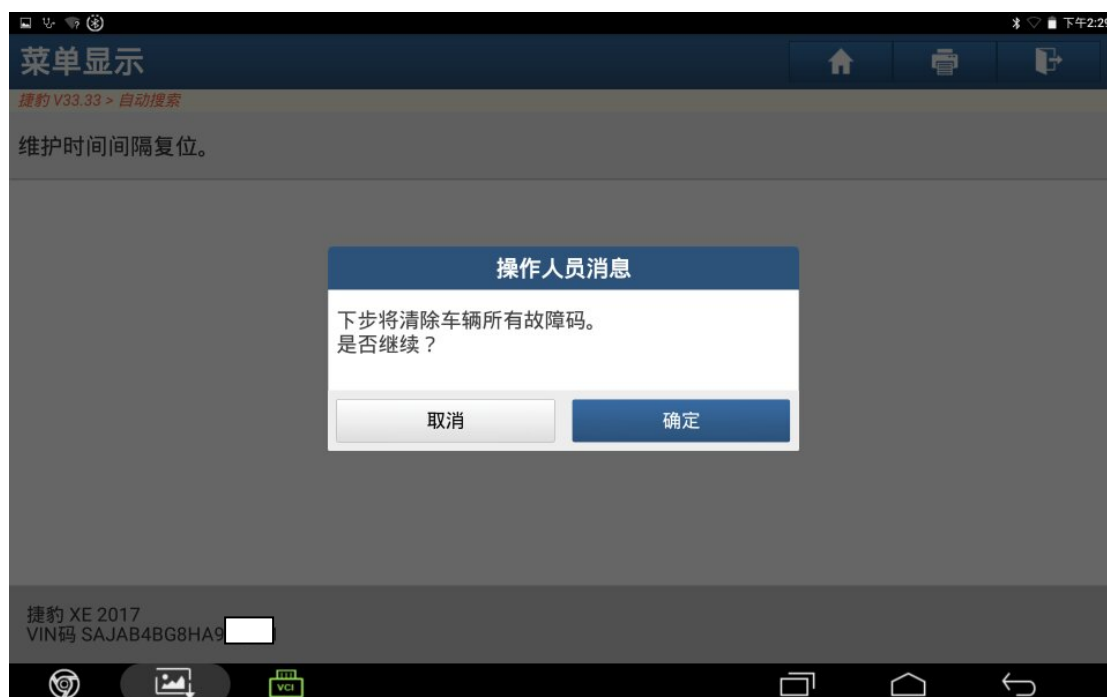 下午2:29
菜单显示
捷豹 V33.33 > 自动搜索
维护时间间隔复位。
操作人员消息
下步将清除车辆所有故障码。
是否继续？
取消
确定
捷豹 XE 2017
VIN码 SAJAB4BG8HA9
VCI